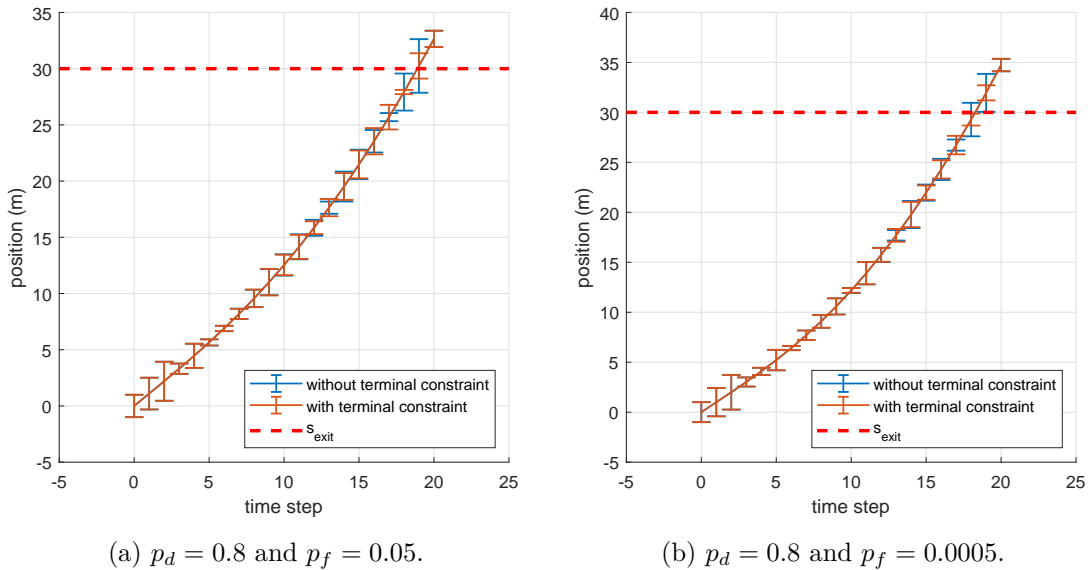 35
30
25
20
15
10
5
0
-5
-5
0
5
10
15
20
25
position (m)
time step
without terminal constraint
with terminal constraint
s_exit
(a) p_d = 0.8 and p_f = 0.05.
40
35
30
25
20
15
10
5
0
-5
-5
0
5
10
15
20
25
position (m)
time step
without terminal constraint
with terminal constraint
s_exit
(b) p_d = 0.8 and p_f = 0.0005.